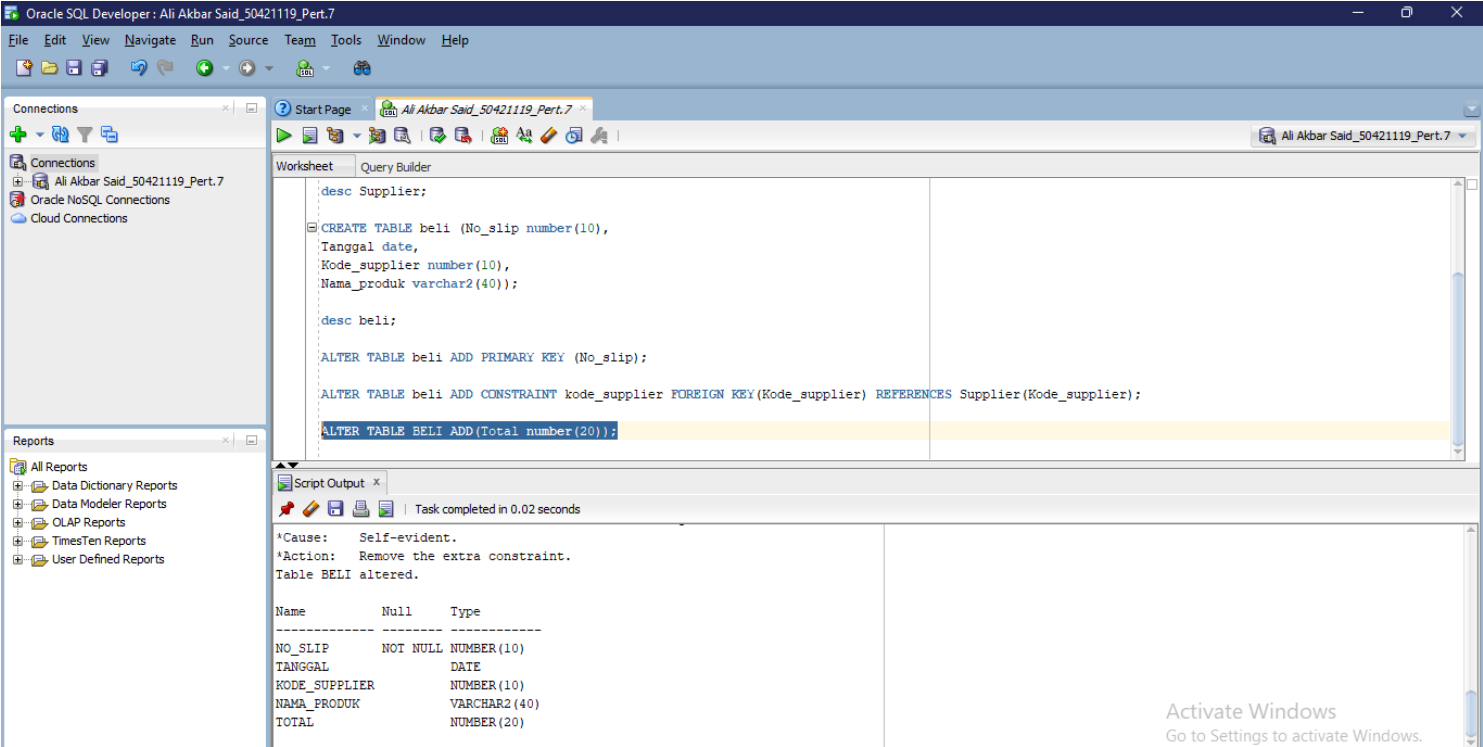 Oracle SQL Developer : Ali Akbar Said_50421119_Pert.7
File Edit View Navigate Run Source Team Tools Window Help
Connections
Connections
Ali Akbar Said_50421119_Pert.7
Oracle NoSQL Connections
Cloud Connections
Reports
All Reports
Data Dictionary Reports
Data Modeler Reports
OLAP Reports
TimesTen Reports
User Defined Reports
Start Page Ali Akbar Said_50421119_Pert.7
Ali Akbar Said_50421119_Pert.7
Worksheet Query Builder
desc Supplier;
CREATE TABLE beli (No_slip number(10),
Tanggal date,
Kode_supplier number(10),
Nama_produk varchar2(40));
desc beli;
ALTER TABLE beli ADD PRIMARY KEY (No_slip);
ALTER TABLE beli ADD CONSTRAINT kode_supplier FOREIGN KEY(Kode_supplier) REFERENCES Supplier(Kode_supplier);
ALTER TABLE BELI ADD(Total number(20));
Script Output
Task completed in 0.02 seconds
*Cause: Self-evident.
*Action: Remove the extra constraint.
Table BELI altered.
Name Null Type
------------- -------- ------------
NO_SLIP NOT NULL NUMBER(10)
TANGGAL DATE
KODE_SUPPLIER NUMBER(10)
NAMA_PRODUK VARCHAR2(40)
TOTAL NUMBER(20)
Activate Windows
Go to Settings to activate Windows.